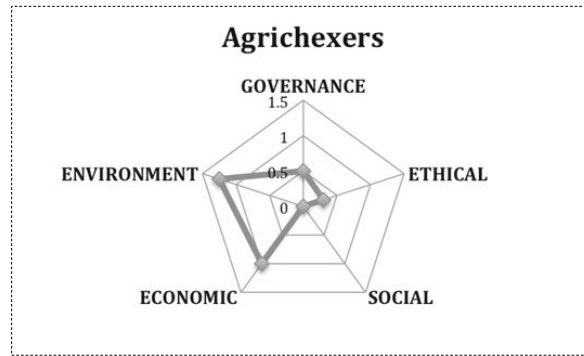 Agrichexers
GOVERNANCE
1.5
1
ENVIRONMENT
0.5
ETHICAL
0
ECONOMIC
SOCIAL